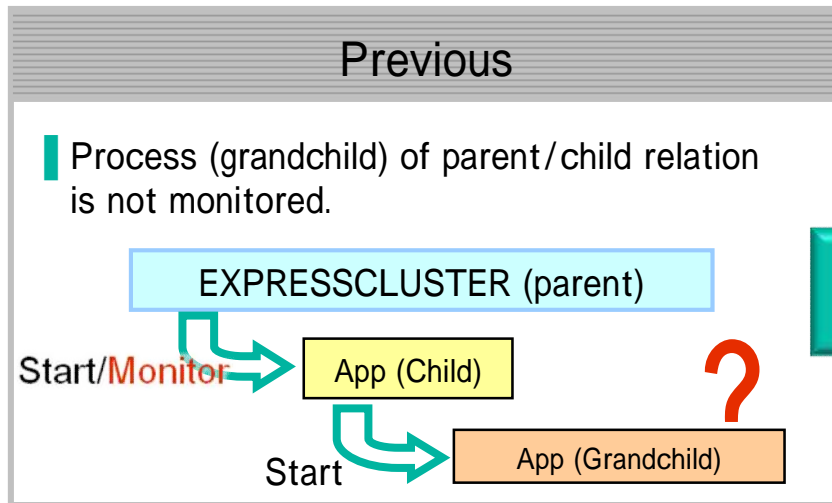 Previous
Process (grandchild) of parent/child relation
is not monitored.
EXPRESSCLUSTER (parent)
Start/Monitor
App (Child)
?
Start
App (Grandchild)